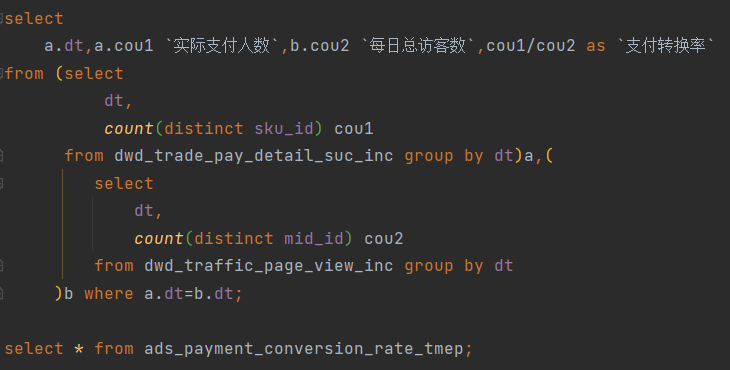 select
    a.dt,a.cou1 `实际支付人数`,b.cou2 `每日总访客数`,cou1/cou2 as `支付转换率`
from (select
          dt,
          count(distinct sku_id) cou1
      from dwd_trade_pay_detail_suc_inc group by dt)a,(
         select
             dt,
             count(distinct mid_id) cou2
         from dwd_traffic_page_view_inc group by dt
     )b where a.dt=b.dt;
select * from ads_payment_conversion_rate_tmep;